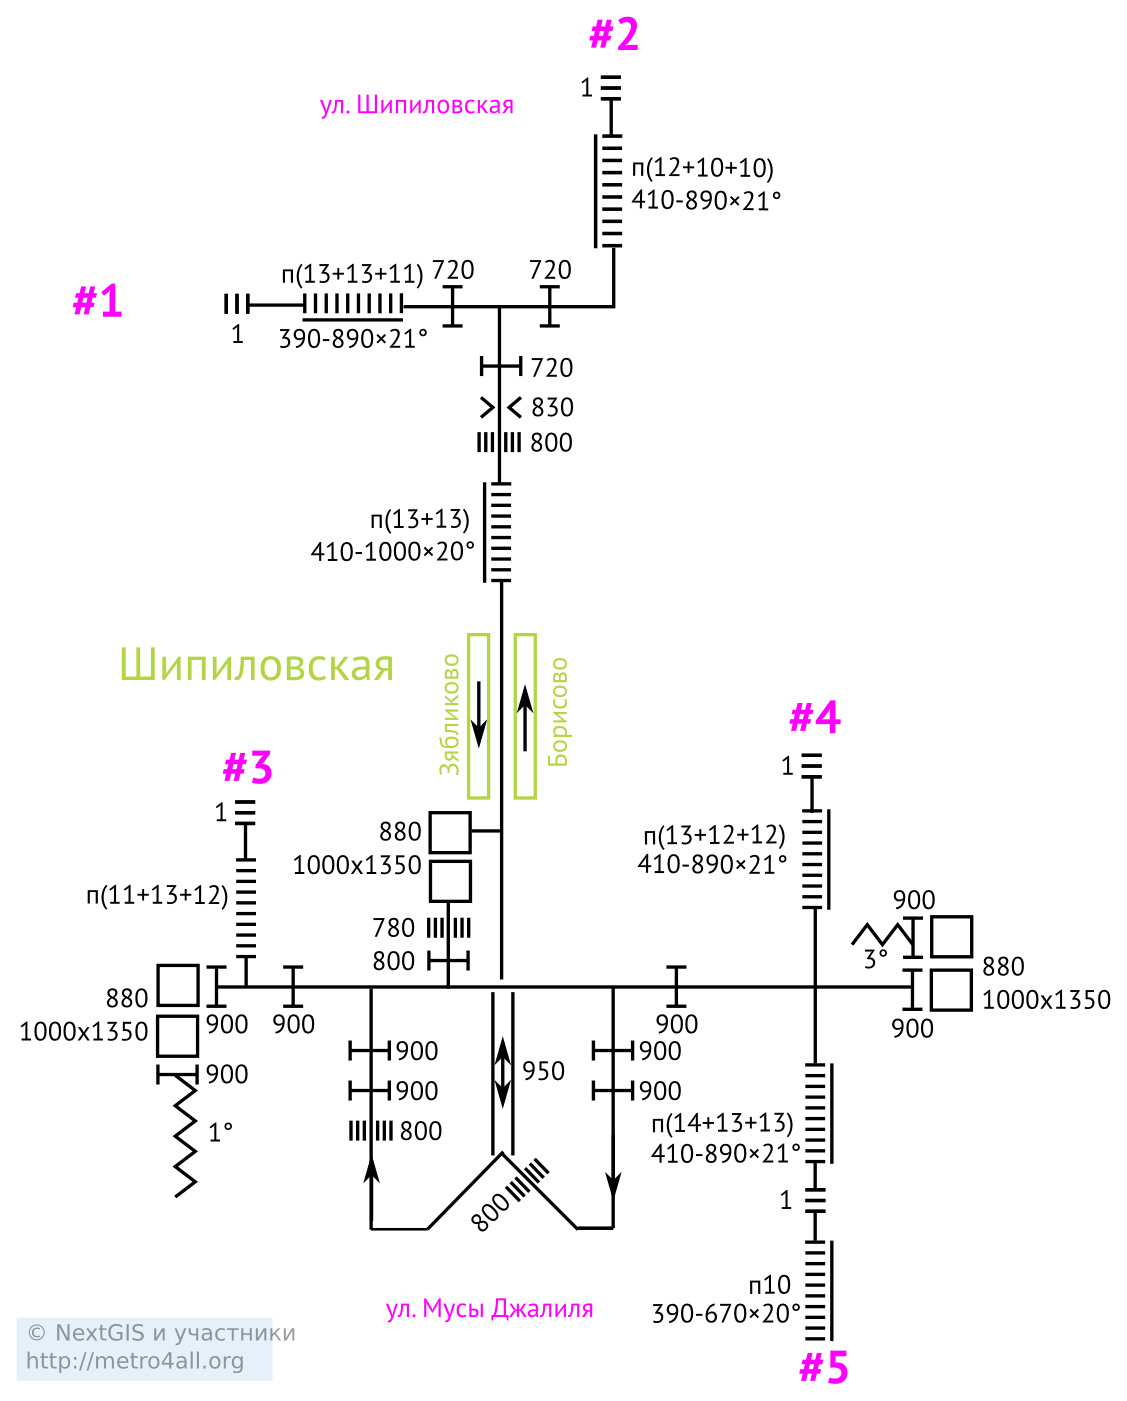 #2
1
ул. Шипиловская
п(12+10+10)
410-890×21°
#1
1
п(13+13+11)
390-890×21°
720
720
720
830
800
п(13+13)
410-1000×20°
Шипиловская
Зябликово
Борисово
#3
1
п(11+13+12)
880
1000x1350
780
800
#4
1
п(13+12+12)
410-890×21°
900
3°
880
1000x1350
900
880
1000x1350
900
900
900
1°
900
900
900
800
950
900
900
800
п(14+13+13)
410-890×21°
1
п10
390-670×20°
#5
ул. Мусы Джалиля
© NextGIS и участники
http://metro4all.org